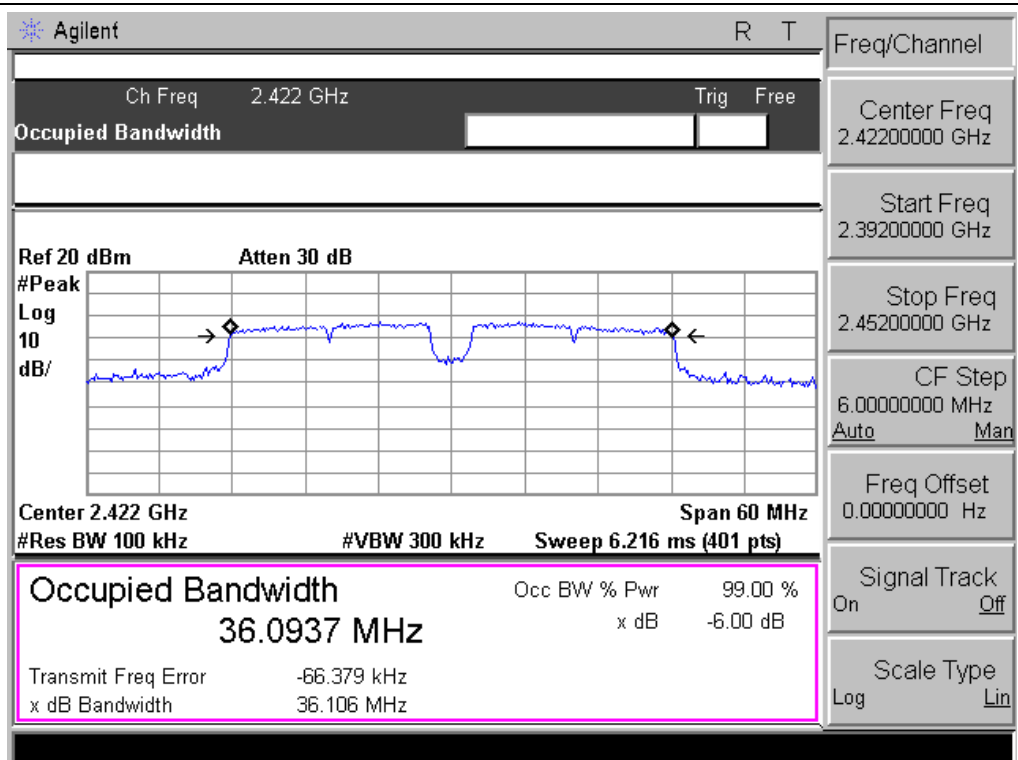 Agilent R T
Ch Freq 2.422 GHz Trig Free
Occupied Bandwidth
Ref 20 dBm Atten 30 dB
#Peak
Log
10
dB/
Center 2.422 GHz Span 60 MHz
#Res BW 100 kHz #VBW 300 kHz Sweep 6.216 ms (401 pts)
Occupied Bandwidth
36.0937 MHz
Occ BW % Pwr 99.00 %
x dB -6.00 dB
Transmit Freq Error -66.379 kHz
x dB Bandwidth 36.106 MHz
Freq/Channel
Center Freq
2.42200000 GHz
Start Freq
2.39200000 GHz
Stop Freq
2.45200000 GHz
CF Step
6.00000000 MHz
Auto Man
Freq Offset
0.00000000 Hz
Signal Track
On Off
Scale Type
Log Lin